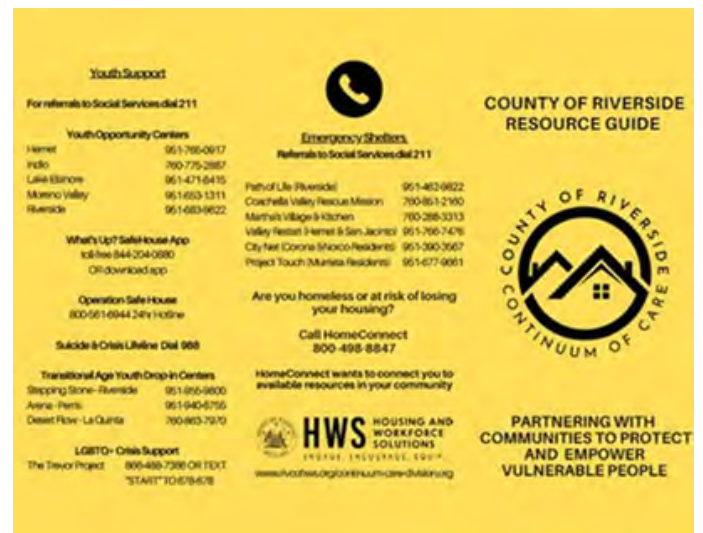 Youth Support
For referrals to Social Services dial 211
Youth Opportunity Centers
Hemet 951-765-0917
Indio 760-775-2887
Lake Elsinore 951-471-8415
Moreno Valley 951-653-1311
Riverside 951-683-9622
What's Up? SafeHouse App
toll-free 844-204-0880
OR download app
Operation Safe House
800-561-6944 24hr Hotline
Suicide & Crisis Lifeline Dial 988
Transitional Age Youth Drop-in Centers
Stepping Stone - Riverside 951-955-9800
Arena - Perris 951-940-6755
Desert Flow - La Quinta 760-863-7970
LGBTQ+ Crisis Support
The Trevor Project 866-488-7386 OR TEXT
"START" TO 678-678
Emergency Shelters
Referrals to Social Services dial 211
Path of Life (Riverside)
Coachella Valley Rescue Mission
Martha's Village & Kitchen 760-288-3313
Valley Restart (Hemet & San Jacinto) 951-766-7476
City Net (Corona & Norco Residents) 951-390-3567
Project Touch (Murrieta Residents) 951-677-9661
Are you homeless or at risk of losing
your housing?
Call HomeConnect
800-498-8847
HomeConnect wants to connect you to
available resources in your community
HWS HOUSING AND
WORKFORCE
SOLUTIONS
COUNTY OF RIVERSIDE
RESOURCE GUIDE
COUNTY OF RIVERSIDE
CONTINUUM OF CARE
PARTNERING WITH
COMMUNITIES TO PROTECT
AND EMPOWER
VULNERABLE PEOPLE